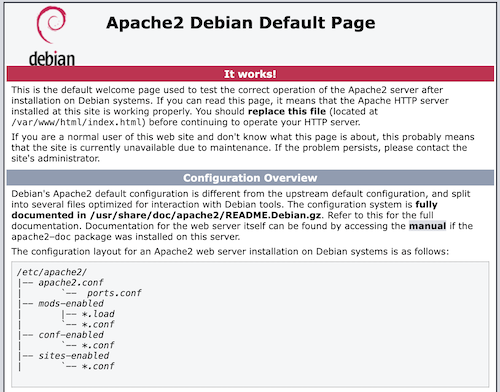 Apache2 Debian Default Page
debian
It works!
This is the default welcome page used to test the correct operation of the Apache2 server after
installation on Debian systems. If you can read this page, it means that the Apache HTTP server
installed at this site is working properly. You should replace this file (located at
/var/www/html/index.html) before continuing to operate your HTTP server.
If you are a normal user of this web site and don't know what this page is about, this probably means
that the site is currently unavailable due to maintenance. If the problem persists, please contact the
site's administrator.
Configuration Overview
Debian's Apache2 default configuration is different from the upstream default configuration, and split
into several files optimized for interaction with Debian tools. The configuration system is fully
documented in /usr/share/doc/apache2/README.Debian.gz. Refer to this for the full
documentation. Documentation for the web server itself can be found by accessing the manual if the
apache2-doc package was installed on this server.
The configuration layout for an Apache2 web server installation on Debian systems is as follows:
/etc/apache2/
|-- apache2.conf
|       `--  ports.conf
|-- mods-enabled
|       |-- *.load
|       `-- *.conf
|-- conf-enabled
|       `-- *.conf
|-- sites-enabled
|       `-- *.conf